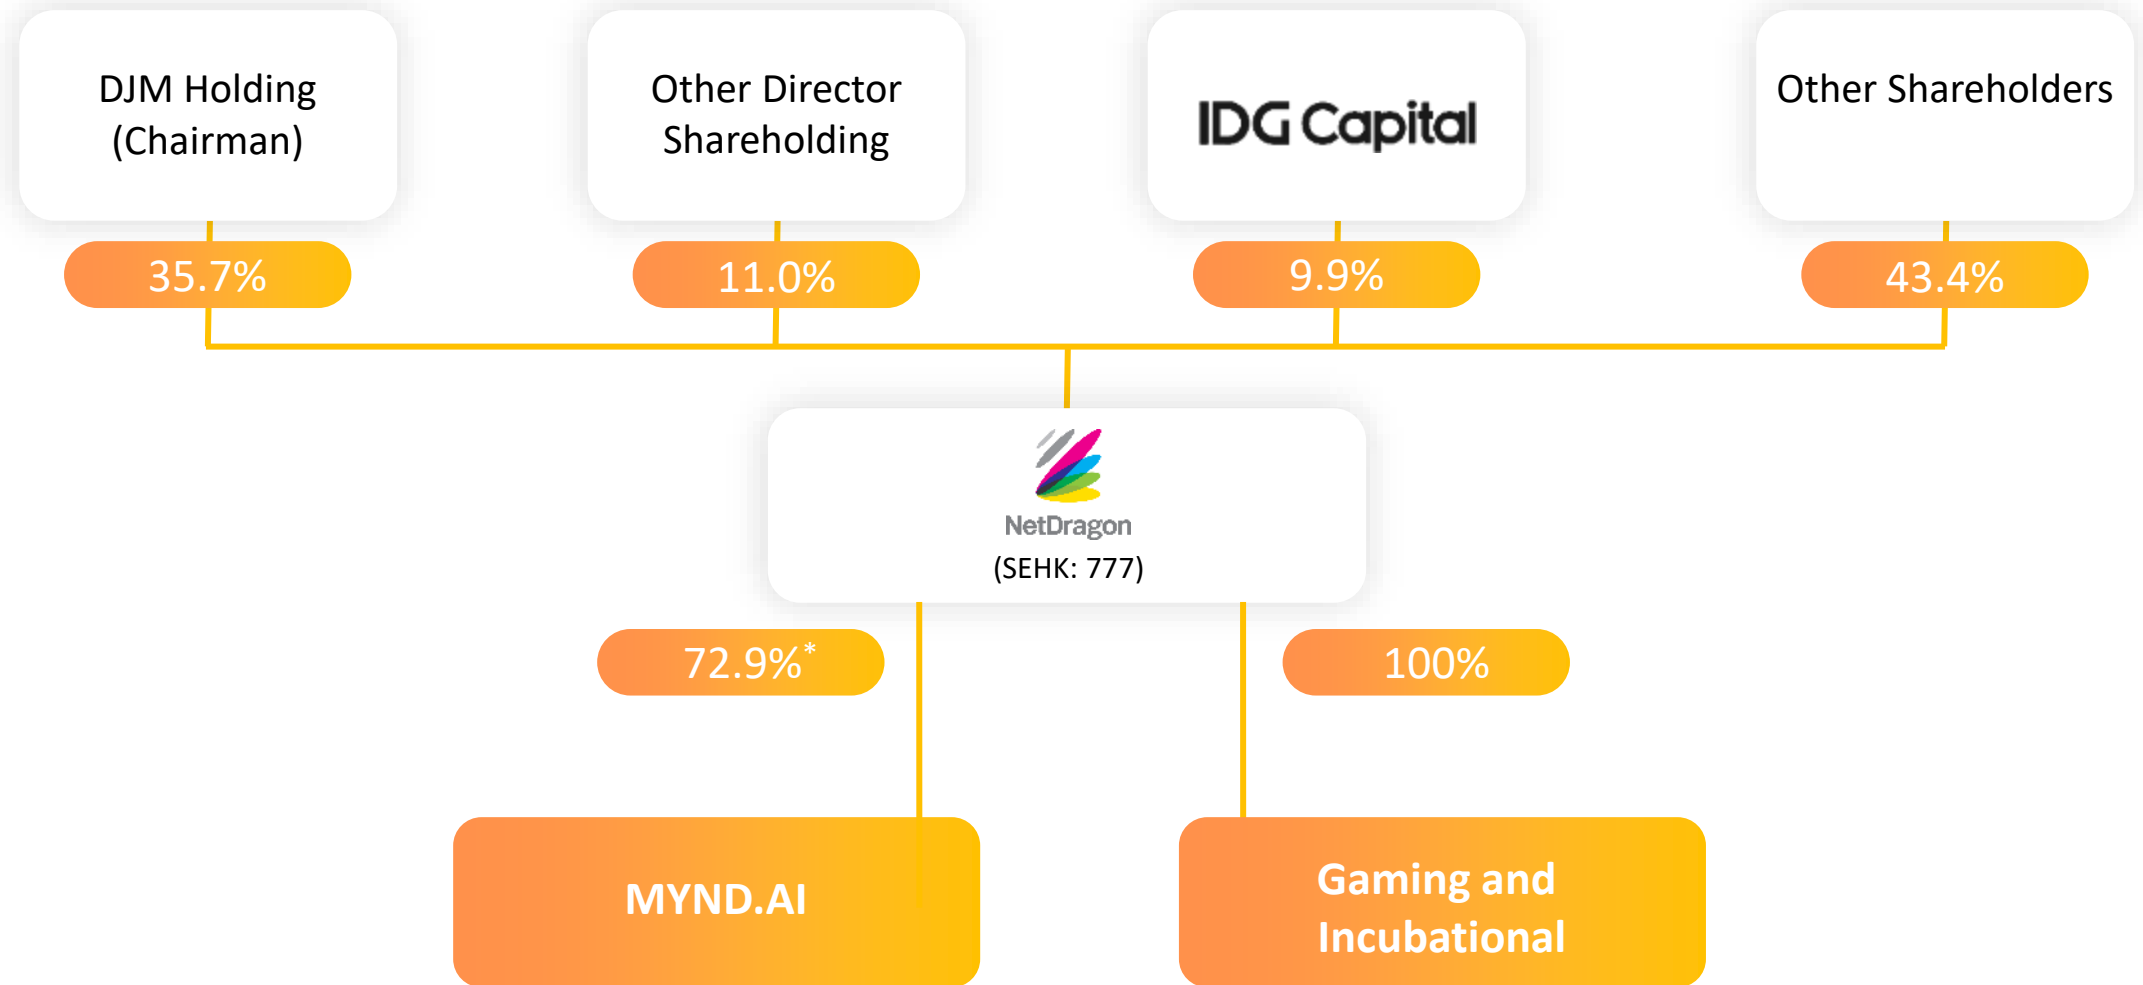 DJM Holding
(Chairman)
Other Director
Shareholding
IDG Capital
Other Shareholders
35.7%
11.0%
9.9%
43.4%
NetDragon
(SEHK: 777)
72.9%*
100%
MYND.AI
Gaming and
Incubational